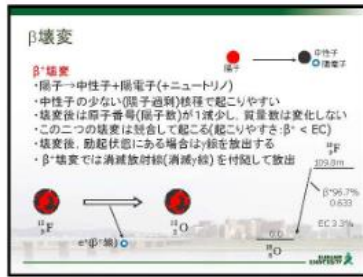 β壊変
陽子
中性子
陽電子
β⁺壊変
・陽子→中性子+陽電子(+ニュートリノ)
・中性子の少ない(陽子過剰)核種で起こりやすい
・壊変後は原子番号(陽子数)が1減少し、質量数は変化しない
・この二つの壊変は競合して起こる(起こりやすさ:β⁺ < EC)
・壊変後、励起状態にある場合はγ線を放出する
・β⁺壊変では消滅放射線(消滅γ線)を付随して放出
¹⁸₉F
109.8m
β⁺96.7%
0.633
EC 3.3%
¹⁸₉F
¹⁸₈O
e⁺(β⁺線)
0.0
¹⁸₈O